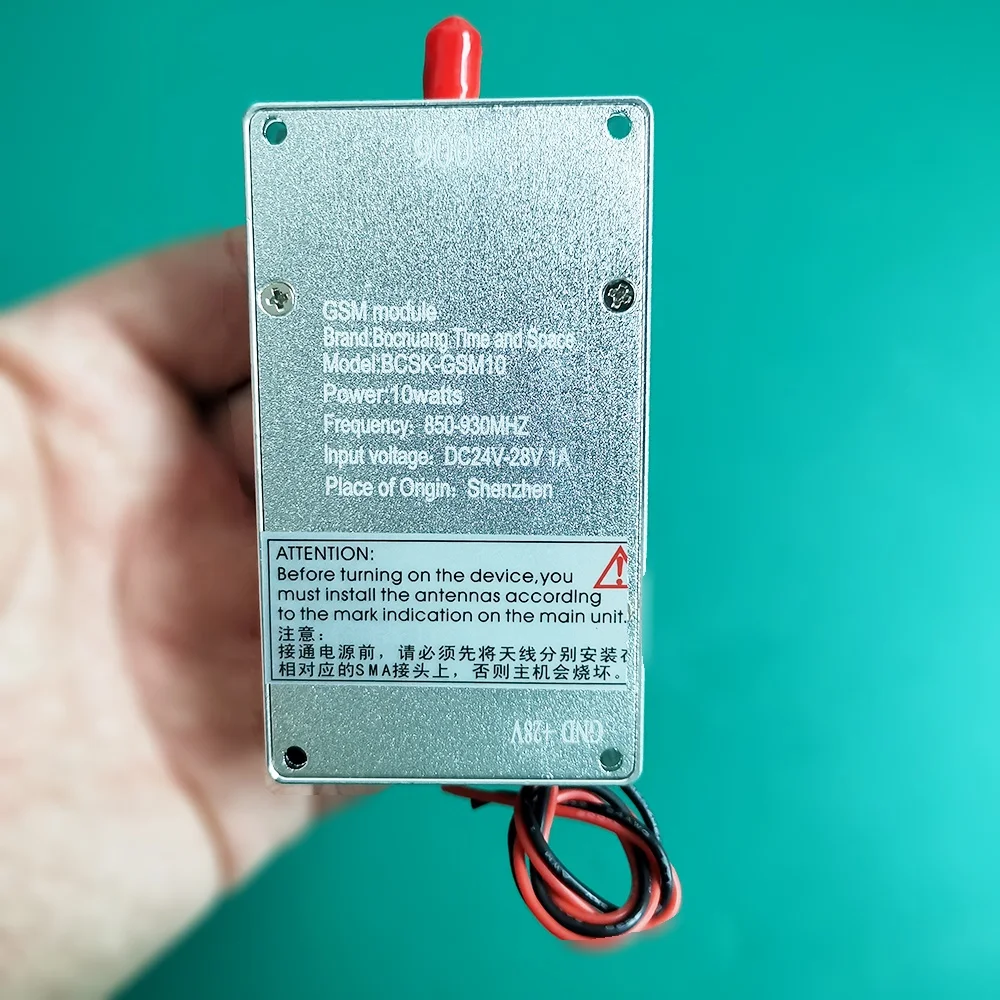 900
GSM module
Brand:Bochuang Time and Space
Model:BCSK-GSM10
Power:10watts
Frequency: 850-930MHZ
Input voltage: DC24V-28V 1A
Place of Origin: Shenzhen
ATTENTION:
Before turning on the device,you
must install the antennas according
to the mark indication on the main unit.
注意：
接通电源前，请必须先将天线分别安装在
相对应的SMA接头上，否则主机会烧坏。
GND +28V